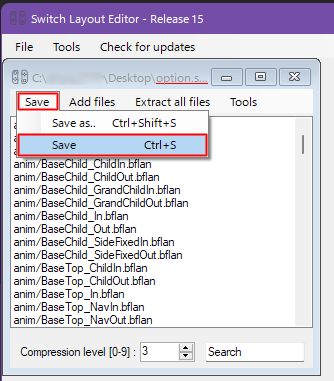 Switch Layout Editor - Release 15
File Tools Check for updates
C:\ \Desktop\option.s...
Save Add files Extract all files Tools
Save as.. Ctrl+Shift+S
Save Ctrl+S
anim/BaseChild_ChildIn.bflan
anim/BaseChild_ChildOut.bflan
anim/BaseChild_GrandChildIn.bflan
anim/BaseChild_GrandChildOut.bflan
anim/BaseChild_In.bflan
anim/BaseChild_Out.bflan
anim/BaseChild_SideFixedIn.bflan
anim/BaseChild_SideFixedOut.bflan
anim/BaseTop_ChildIn.bflan
anim/BaseTop_ChildOut.bflan
anim/BaseTop_In.bflan
anim/BaseTop_NavIn.bflan
anim/BaseTop_NavOut.bflan
Compression level [0-9] : 3 Search